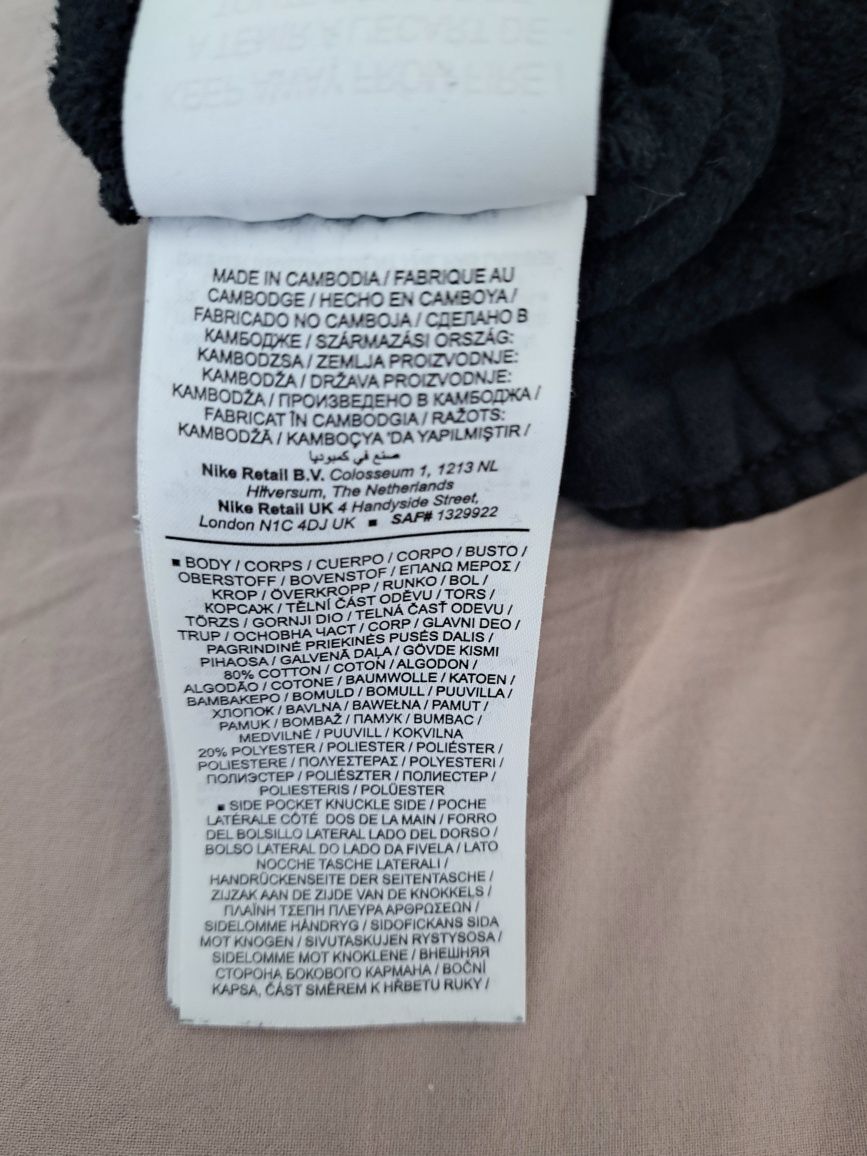 KEEP AWAY FROM FIRE /
A TENIR À L'ECART DE
MADE IN CAMBODIA / FABRIQUE AU
CAMBODGE / HECHO EN CAMBOYA /
FABRICADO NO CAMBOJA / СДЕЛАНО В
КАМБОДЖЕ / SZÁRMAZÁSI ORSZÁG:
KAMBODZSA / ZEMLJA PROIZVODNJE:
KAMBODŽA / DRŽAVA PROIZVODNJE:
KAMBODŽA / ПРОИЗВЕДЕНО В КАМБОДЖА /
FABRICAT ÎN CAMBODGIA / RAŽOTS:
KAMBODŽĀ / KAMBOÇYA 'DA YAPILMIŞTIR /
صنع في كمبوديا
Nike Retail B.V. Colosseum 1, 1213 NL
Hilversum, The Netherlands
Nike Retail UK 4 Handyside Street,
London N1C 4DJ UK ■ SAF# 1329922
■ BODY / CORPS / CUERPO / CORPO / BUSTO /
OBERSTOFF / BOVENSTOF / ΕΠΑΝΩ ΜΕΡΟΣ /
KROP / ÖVERKROPP / RUNKO / BOL /
КОРСАЖ / TĚLNÍ ČÁST ODĚVU / TORS /
TÖRZS / GORNJI DIO / TELNÁ ČASŤ ODEVU /
TRUP / ОСНОВНА ЧАСТ / CORP / GLAVNI DEO /
PAGRINDINĖ PRIEKINĖS PUSĖS DALIS /
PIHAOSA / GALVENĀ DAĻA / GÖVDE KISMI
80% COTTON / COTON / ALGODON /
ALGODÃO / COTONE / BAUMWOLLE / KATOEN /
ΒΑΜΒΑΚΕΡΟ / BOMULD / BOMULL / PUUVILLA /
ХЛОПОК / BAVLNA / BAWEŁNA / PAMUT /
PAMUK / BOMBAŽ / ПАМУК / BUMBAC /
MEDVILNĖ / PUUVILL / KOKVILNA
20% POLYESTER / POLIESTER / POLIÉSTER /
POLIESTERE / ΠΟΛΥΕΣΤΕΡΑΣ / POLYESTERI /
ПОЛИЭСТЕР / POLIÉSZTER / ПОЛИЕСТЕР /
POLIESTERIS / POLÜESTER
■ SIDE POCKET KNUCKLE SIDE / POCHE
LATÉRALE CÔTÉ DOS DE LA MAIN / FORRO
DEL BOLSILLO LATERAL LADO DEL DORSO /
BOLSO LATERAL DO LADO DA FIVELA / LATO
NOCCHE TASCHE LATERALI /
HANDRÜCKENSEITE DER SEITENTASCHE /
ZIJZAK AAN DE ZIJDE VAN DE KNOKKELS /
ΠΛΑΪΝΗ ΤΣΕΠΗ ΠΛΕΥΡΑ ΑΡΘΡΩΣΕΩΝ /
SIDELOMME HÅNDRYG / SIDOFICKANS SIDA
MOT KNOGEN / SIVUTASKUJEN RYSTYSOSA /
SIDELOMME MOT KNOKLENE / ВНЕШНЯЯ
СТОРОНА БОКОВОГО КАРМАНА / BOČNÍ
KAPSA, ČÁST SMĚREM K HŘBETU RUKY /